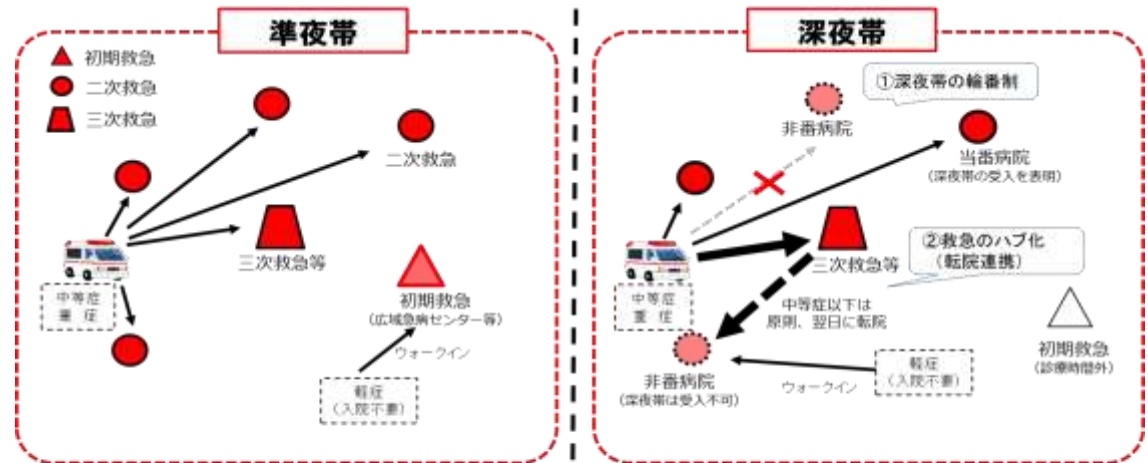 準夜帯
初期救急
二次救急
三次救急
二次救急
三次救急等
中等症
重症
初期救急
(広域急病センター等)
ウォークイン
軽症
(入院不要)
深夜帯
①深夜帯の輪番制
非番病院
当番病院
(深夜帯の受入を表明)
三次救急等
②救急のハブ化
(転院連携)
中等症
重症
中等症以下は
原則、翌日に転院
初期救急
(診療時間外)
非番病院
(深夜帯は受入不可)
ウォークイン
軽症
(入院不要)